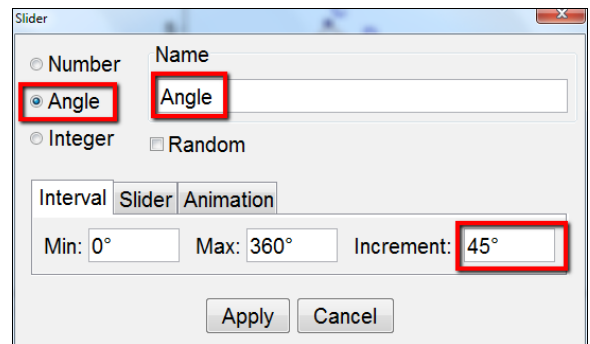 Slider
Number
Name
Angle
Angle
Integer
Random
Interval Slider Animation
Min: 0° Max: 360° Increment: 45°
Apply Cancel